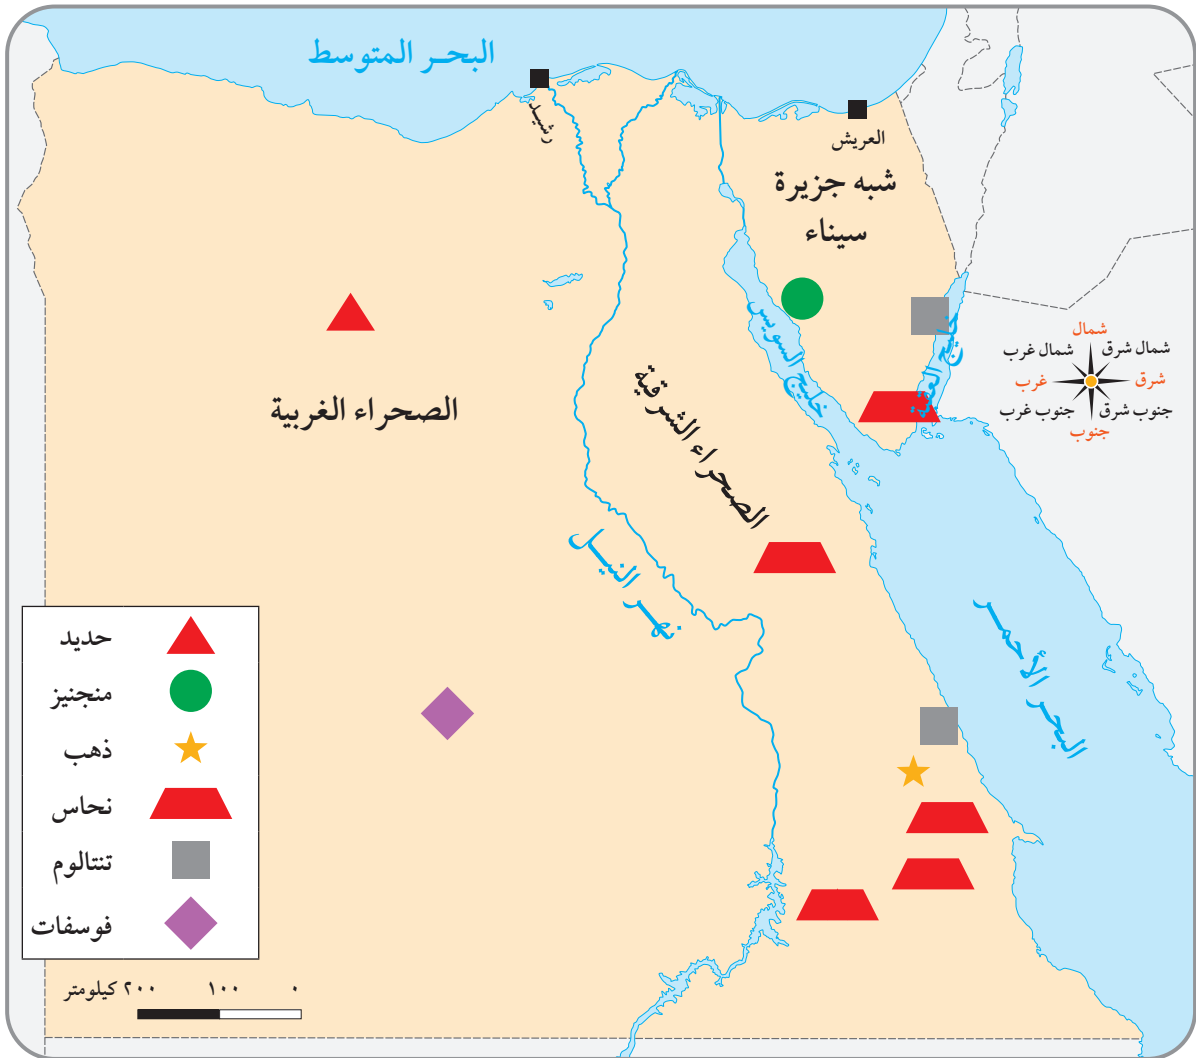 البحر المتوسط
رشيد
العريش
شبه جزيرة
سيناء
خليج السويس
خليج العقبة
شمال
شمال غرب
شمال شرق
غرب
شرق
جنوب غرب
جنوب شرق
جنوب
الصحراء الغربية
الصحراء الشرقية
نهر النيل
البحر الأحمر
حديد
منجنيز
ذهب
نحاس
تنتالوم
فوسفات
٠ ١٠٠ ٢٠٠ كيلومتر